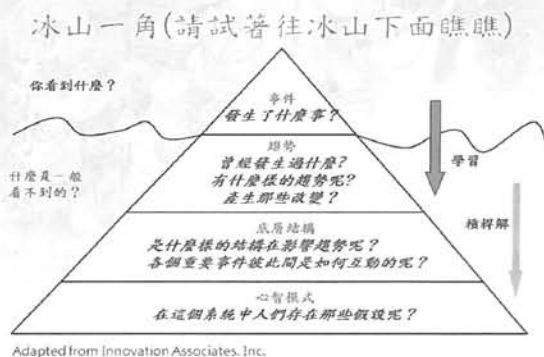 冰山一角(請試著往冰山下面瞧瞧)
你看到什麼？
事件
發生了什麼事？
趨勢
曾經發生過什麼？
有什麼樣的趨勢呢？
產生那些改變？
學習
什麼是一般
看不到的？
底層結構
是什麼樣的結構在影響趨勢呢？
各個重要事件彼此間是如何互動的呢？
槓桿解
心智模式
在這個系統中人們存在那些假設呢？
Adapted from Innovation Associates, Inc.